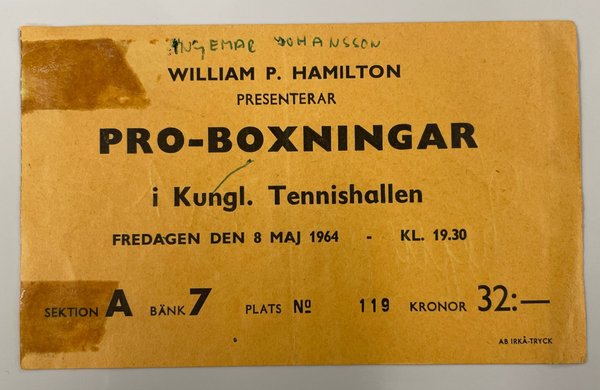 INGEMAR JOHANSSON
WILLIAM P. HAMILTON
PRESENTERAR
PRO-BOXNINGAR
i Kungl. Tennishallen
FREDAGEN DEN 8 MAJ 1964 - KL. 19.30
SEKTION A BÄNK 7 PLATS Nº 119 KRONOR 32:—
AB IRKÅ-TRYCK